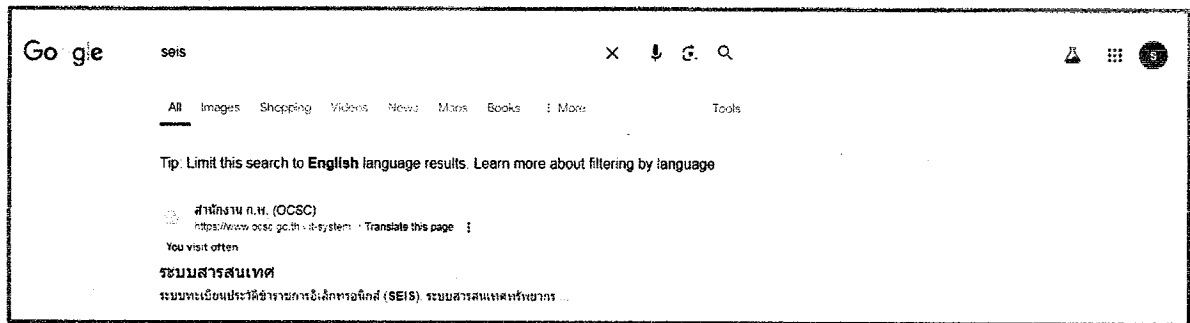 Google
seis
All Images Shopping Videos News Maps Books More Tools
Tip: Limit this search to English language results. Learn more about filtering by language
สำนักงาน ก.พ. (OCSC)
https://www.ocsc.go.th › it-system · Translate this page
You visit often
ระบบสารสนเทศ
ระบบทะเบียนประวัติข้าราชการอิเล็กทรอนิกส์ (SEIS). ระบบสารสนเทศทรัพยากร ...
S